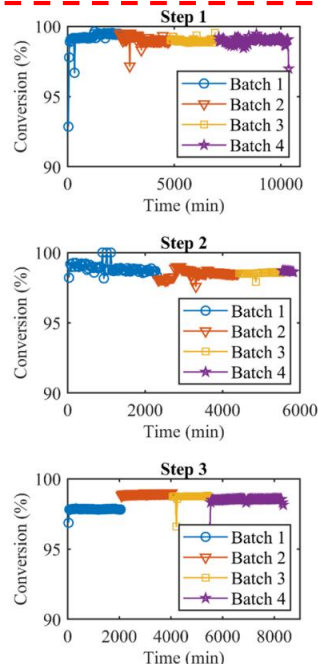 Step 1
100
95
90
Conversion (%)
Batch 1
Batch 2
Batch 3
Batch 4
0
5000
10000
Time (min)
Step 2
100
95
90
Conversion (%)
Batch 1
Batch 2
Batch 3
Batch 4
0
2000
4000
6000
Time (min)
Step 3
100
95
90
Conversion (%)
Batch 1
Batch 2
Batch 3
Batch 4
0
2000
4000
6000
8000
Time (min)